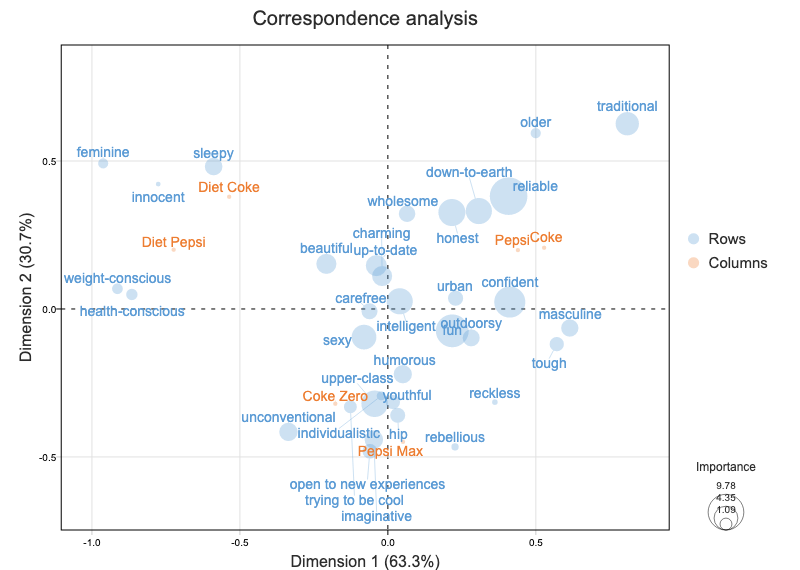 Correspondence analysis
traditional
older
feminine
sleepy
down-to-earth
innocent
Diet Coke
reliable
wholesome
charming
honest
Pepsi
Coke
Diet Pepsi
beautiful
up-to-date
weight-conscious
urban
confident
health-conscious
carefree
masculine
intelligent
fun
outdoorsy
sexy
humorous
tough
upper-class
Coke Zero
youthful
reckless
unconventional
individualistic
hip
rebellious
Pepsi Max
open to new experiences
trying to be cool
imaginative
0.5
0.0
-0.5
-1.0
-0.5
0.0
0.5
Dimension 1 (63.3%)
Dimension 2 (30.7%)
Rows
Columns
Importance
9.78
4.35
1.09